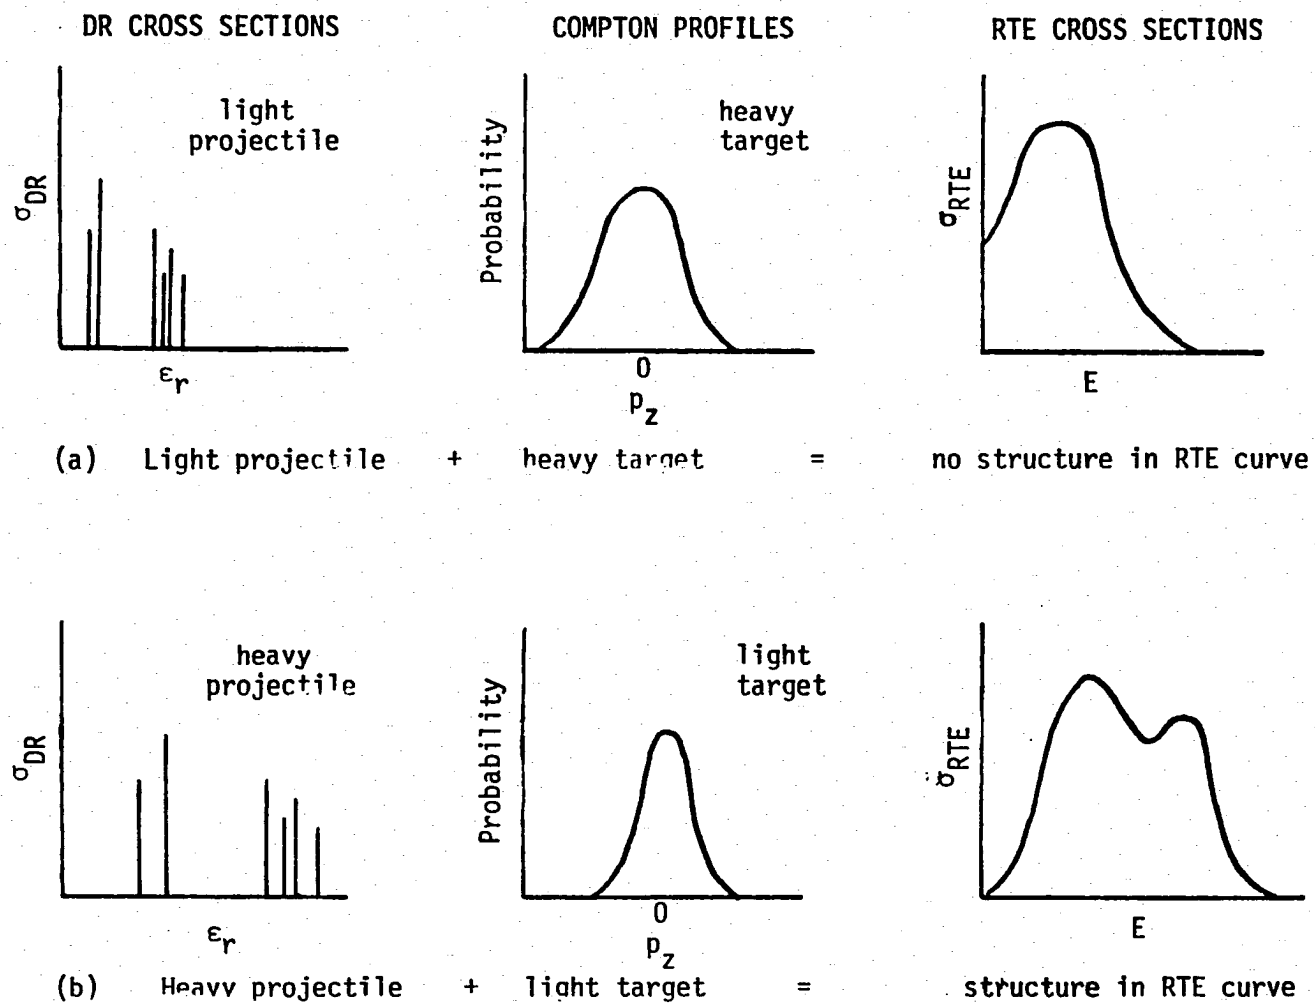 DR CROSS SECTIONS
COMPTON PROFILES
RTE CROSS SECTIONS
light
projectile
σDR
εr
heavy
target
Probability
0
pz
σRTE
E
(a) Light projectile + heavy target = no structure in RTE curve
heavy
projectile
σDR
εr
light
target
Probability
0
pz
σRTE
E
(b) Heavy projectile + light target = structure in RTE curve